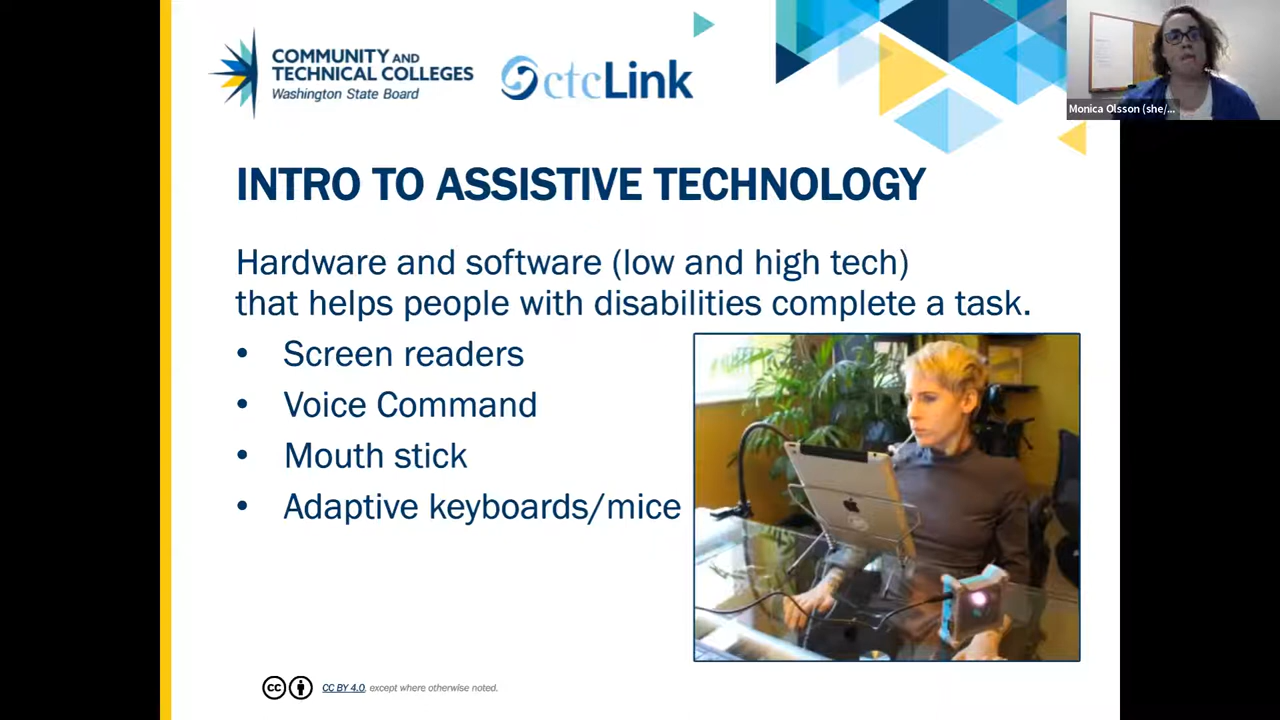 COMMUNITY AND
TECHNICAL COLLEGES
Washington State Board
ctcLink
Monica Olsson (she/...
INTRO TO ASSISTIVE TECHNOLOGY
Hardware and software (low and high tech)
that helps people with disabilities complete a task.
• Screen readers
• Voice Command
• Mouth stick
• Adaptive keyboards/mice
cc
CC BY 4.0, except where otherwise noted.